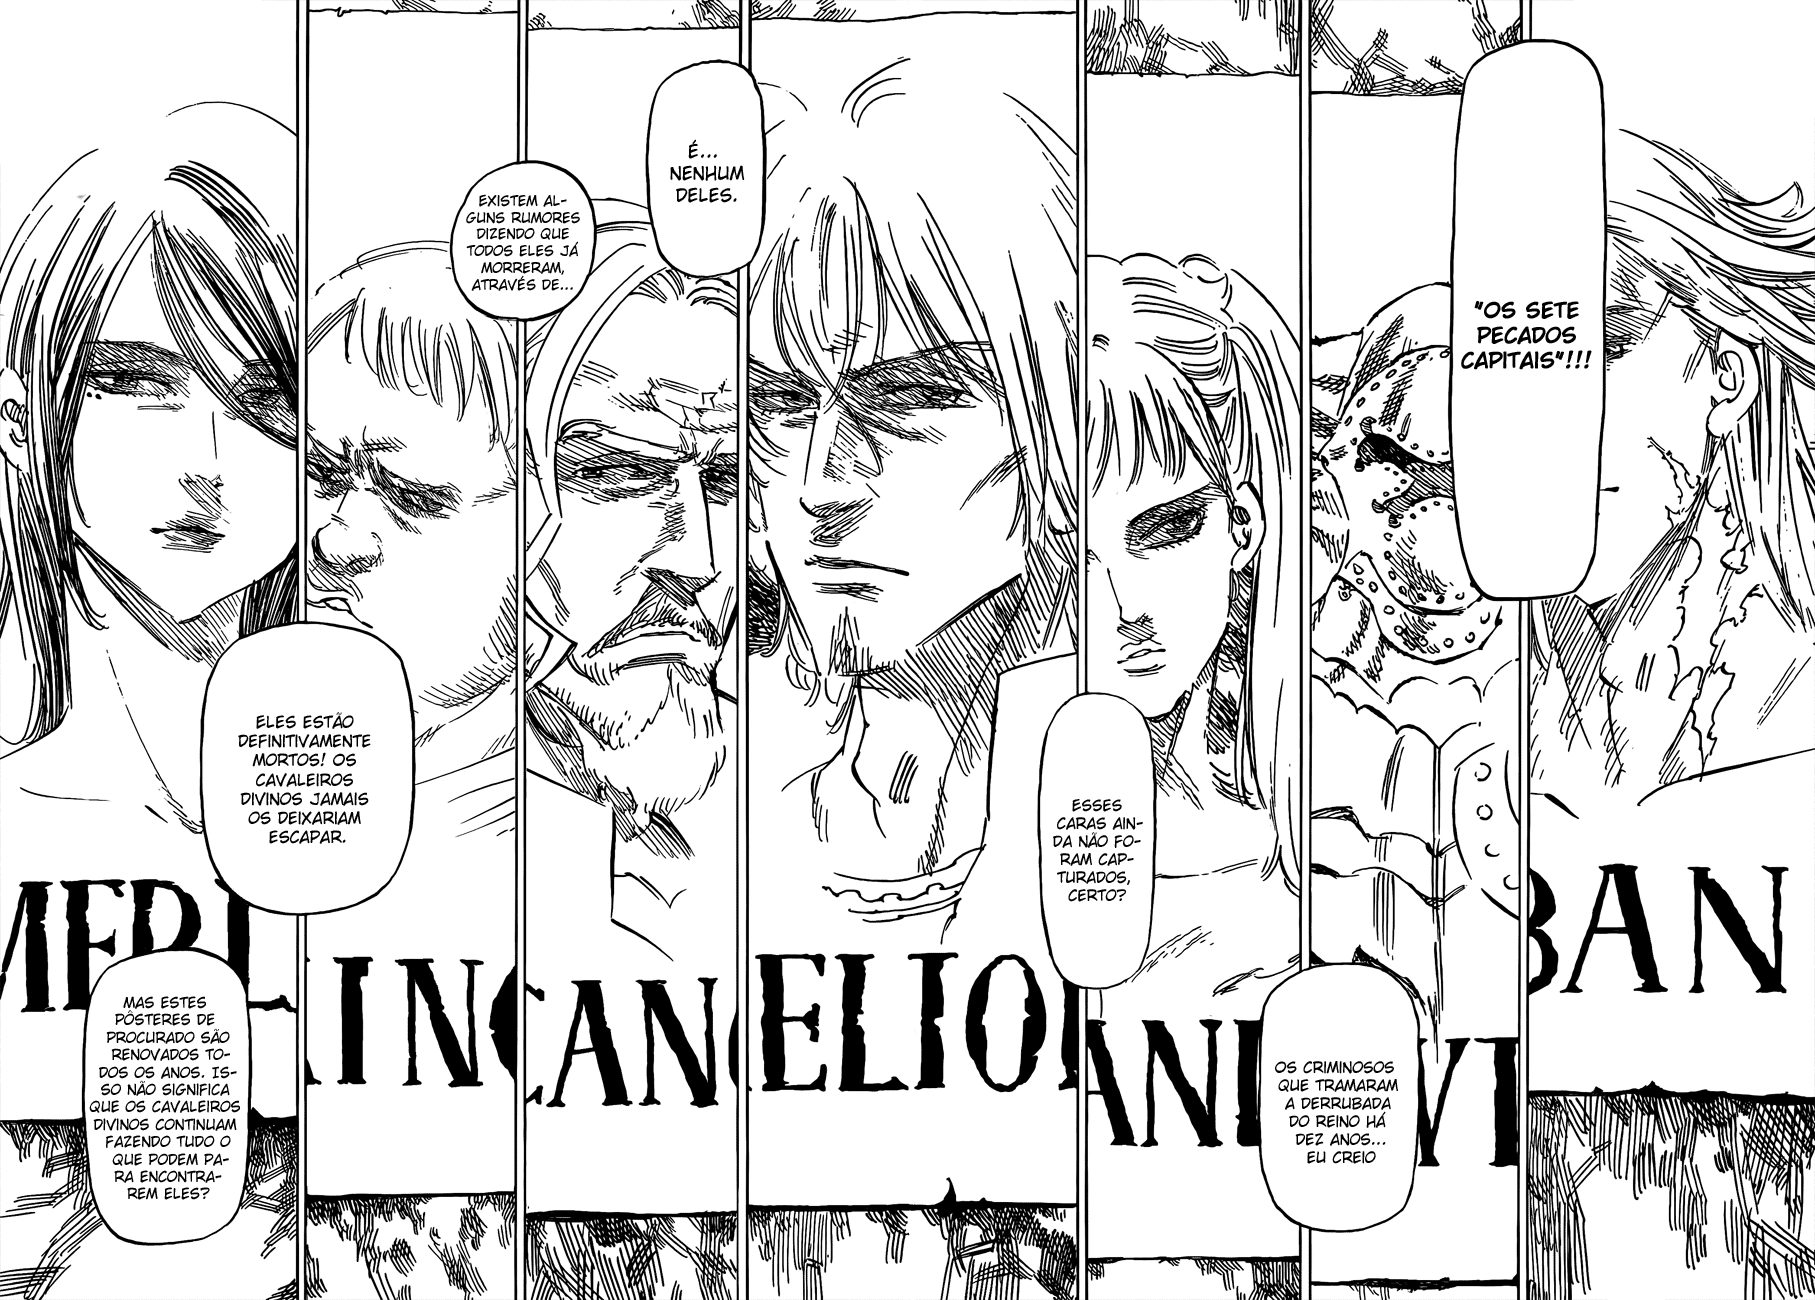 "OS SETE
PECADOS
CAPITAIS"!!!
OS CRIMINOSOS
QUE TRAMARAM
A DERRUBADA
DO REINO HÁ
DEZ ANOS...
EU CREIO
ESSES
CARAS AIN-
DA NÃO FO-
RAM CAP-
TURADOS,
CERTO?
É...
NENHUM
DELES.
EXISTEM AL-
GUNS RUMORES
DIZENDO QUE
TODOS ELES JÁ
MORRERAM,
ATRAVÉS DE...
ELES ESTÃO
DEFINITIVAMENTE
MORTOS! OS
CAVALEIROS
DIVINOS JAMAIS
OS DEIXARIAM
ESCAPAR.
MAS ESTES
PÔSTERES DE
PROCURADO SÃO
RENOVADOS TO-
DOS OS ANOS. IS-
SO NÃO SIGNIFICA
QUE OS CAVALEIROS
DIVINOS CONTINUAM
FAZENDO TUDO O
QUE PODEM PA-
RA ENCONTRA-
REM ELES?
BAN
AN
ELIO
CAN
IN
MERL